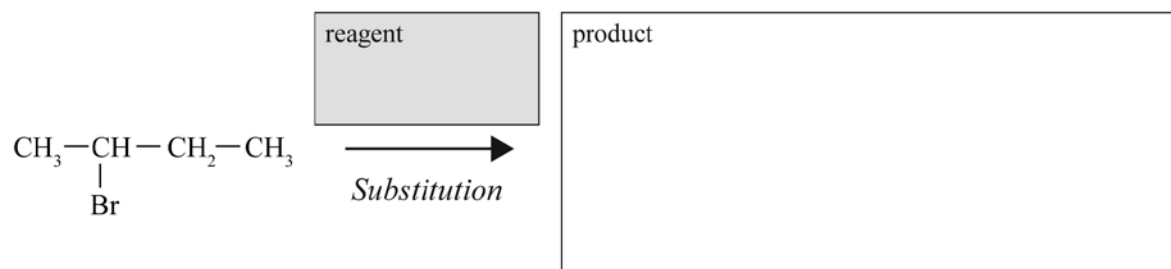 reagent
product
CH₃—CH—CH₂—CH₃
Br
Substitution